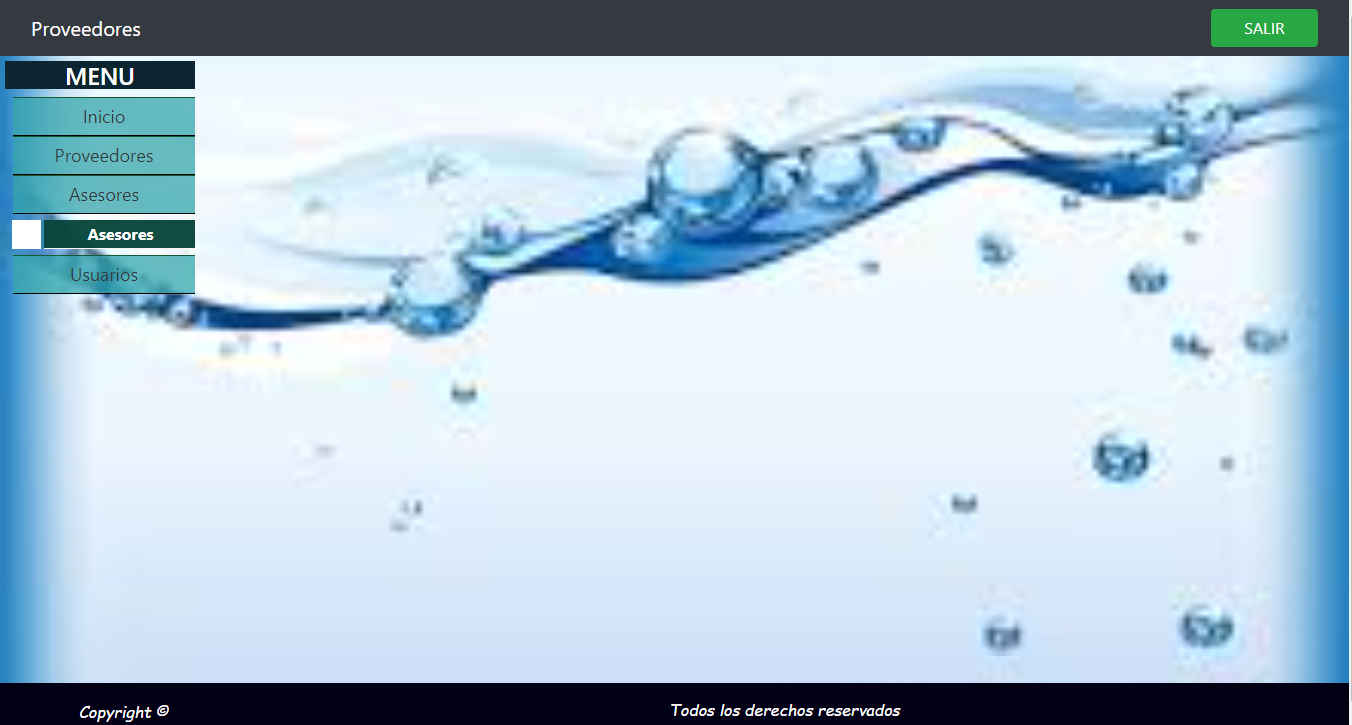 Proveedores
SALIR
MENU
Inicio
Proveedores
Asesores
Asesores
Usuarios
Copyright ©
Todos los derechos reservados